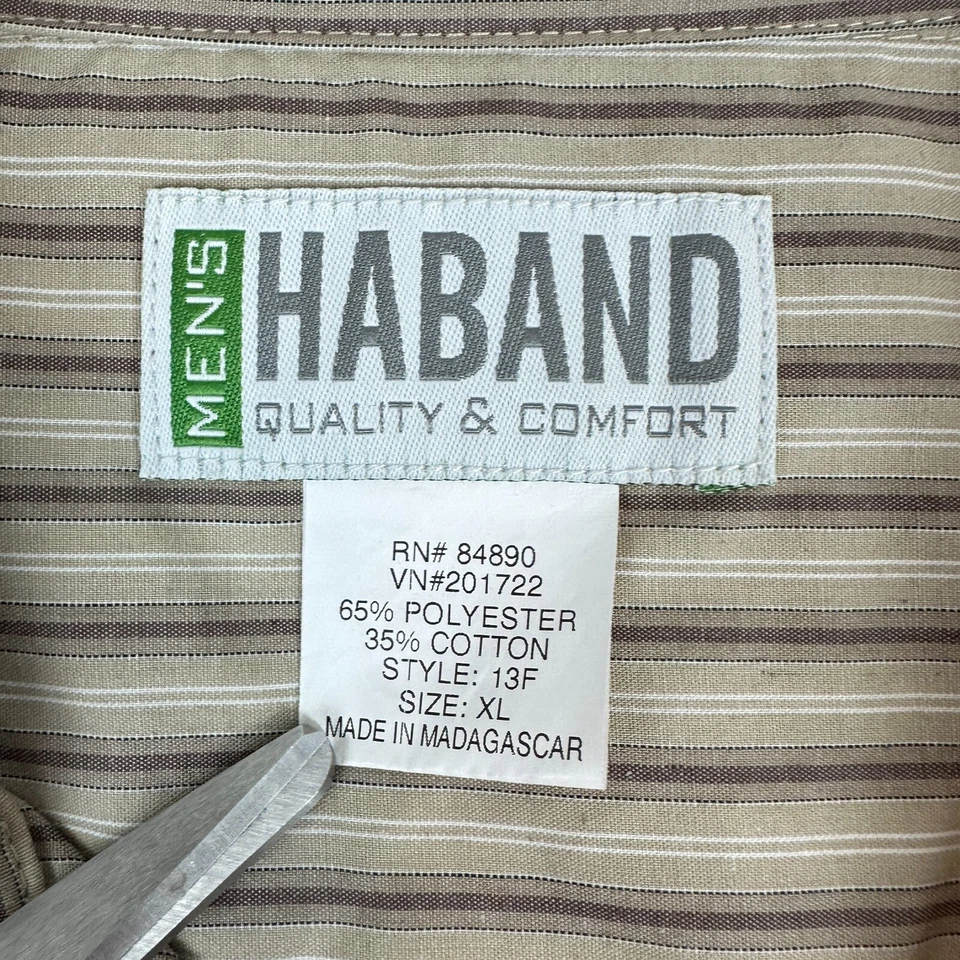 MEN'S
HABAND
QUALITY & COMFORT
RN# 84890
VN#201722
65% POLYESTER
35% COTTON
STYLE: 13F
SIZE: XL
MADE IN MADAGASCAR